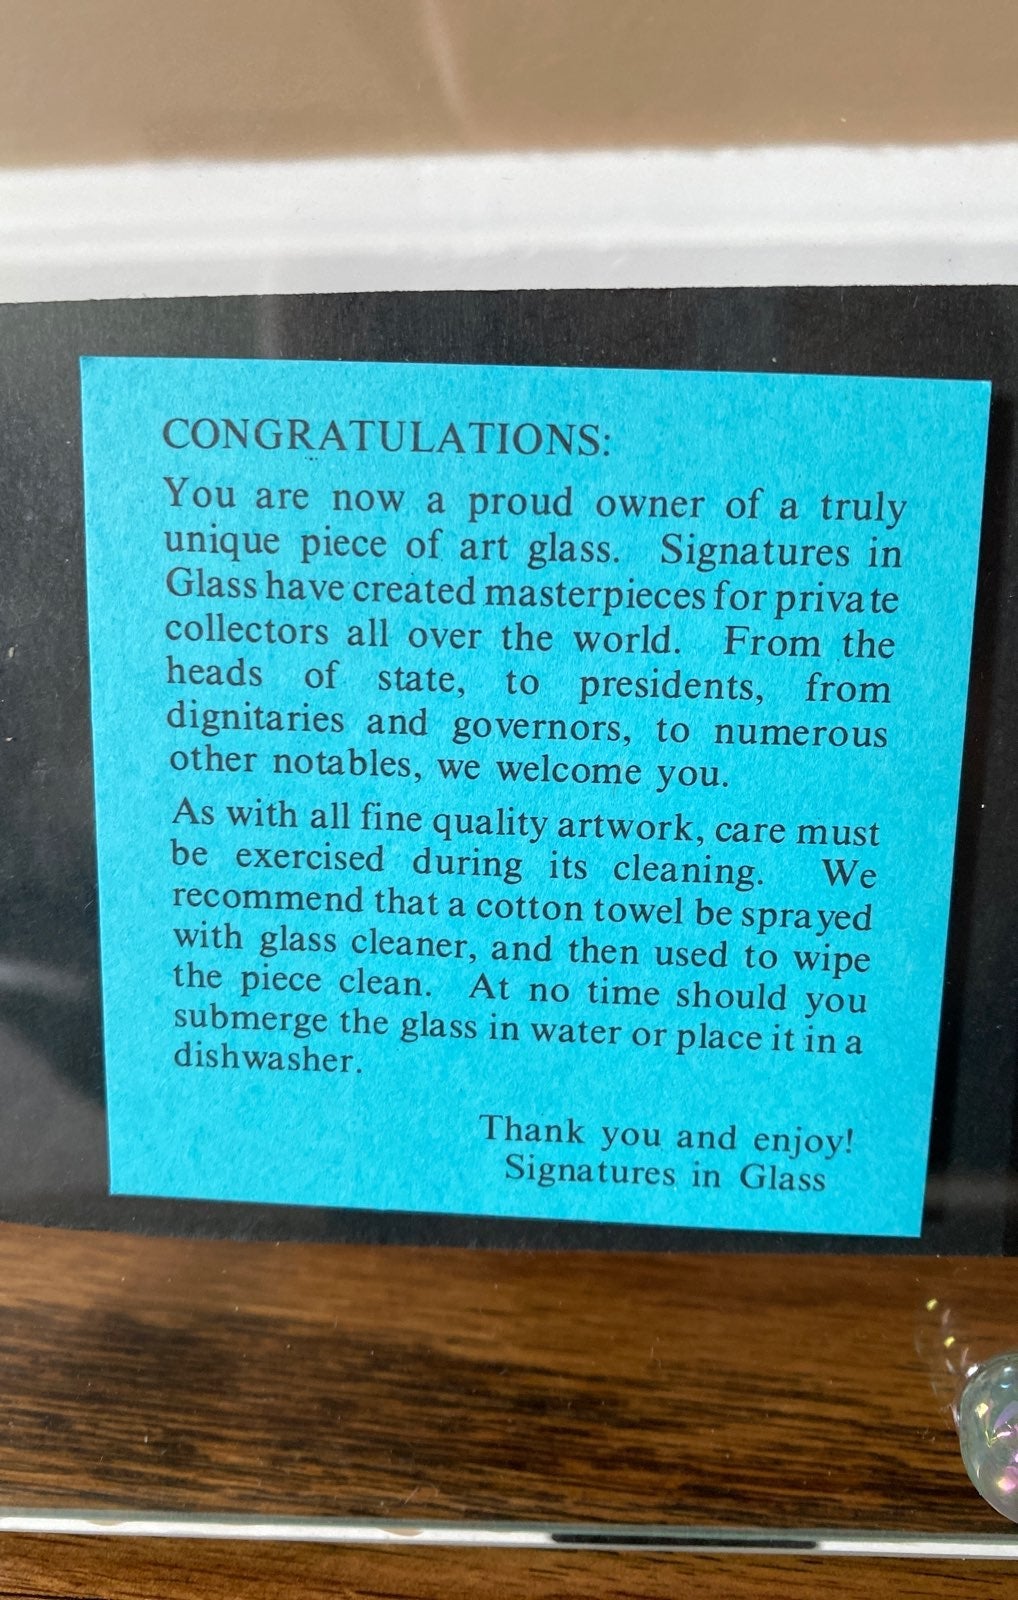 CONGRATULATIONS:
You are now a proud owner of a truly
unique piece of art glass. Signatures in
Glass have created masterpieces for private
collectors all over the world. From the
heads of state, to presidents, from
dignitaries and governors, to numerous
other notables, we welcome you.
As with all fine quality artwork, care must
be exercised during its cleaning. We
recommend that a cotton towel be sprayed
with glass cleaner, and then used to wipe
the piece clean. At no time should you
submerge the glass in water or place it in a
dishwasher.
Thank you and enjoy!
Signatures in Glass